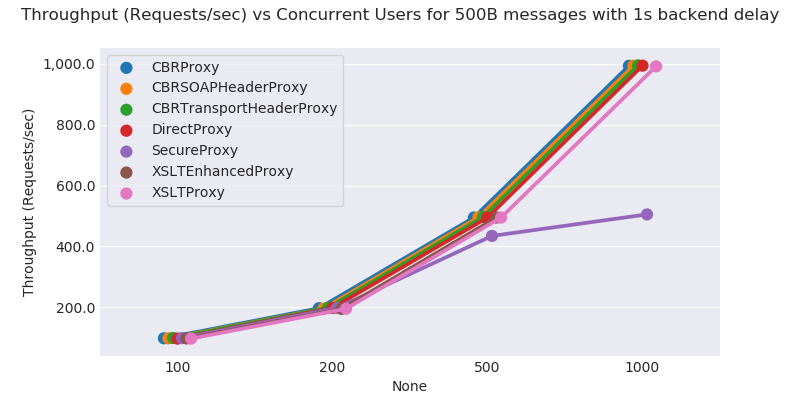 Throughput (Requests/sec) vs Concurrent Users for 500B messages with 1s backend delay
1,000.0
800.0
600.0
400.0
200.0
Throughput (Requests/sec)
CBRProxy
CBRSOAPHeaderProxy
CBRTransportHeaderProxy
DirectProxy
SecureProxy
XSLTEnhancedProxy
XSLTProxy
100 200 500 1000
None